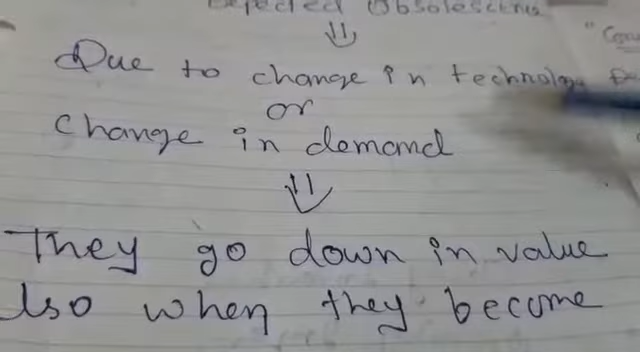 Expected Obsolescence
Due to change in technology
or
change in demand
They go down in value
lso when they become